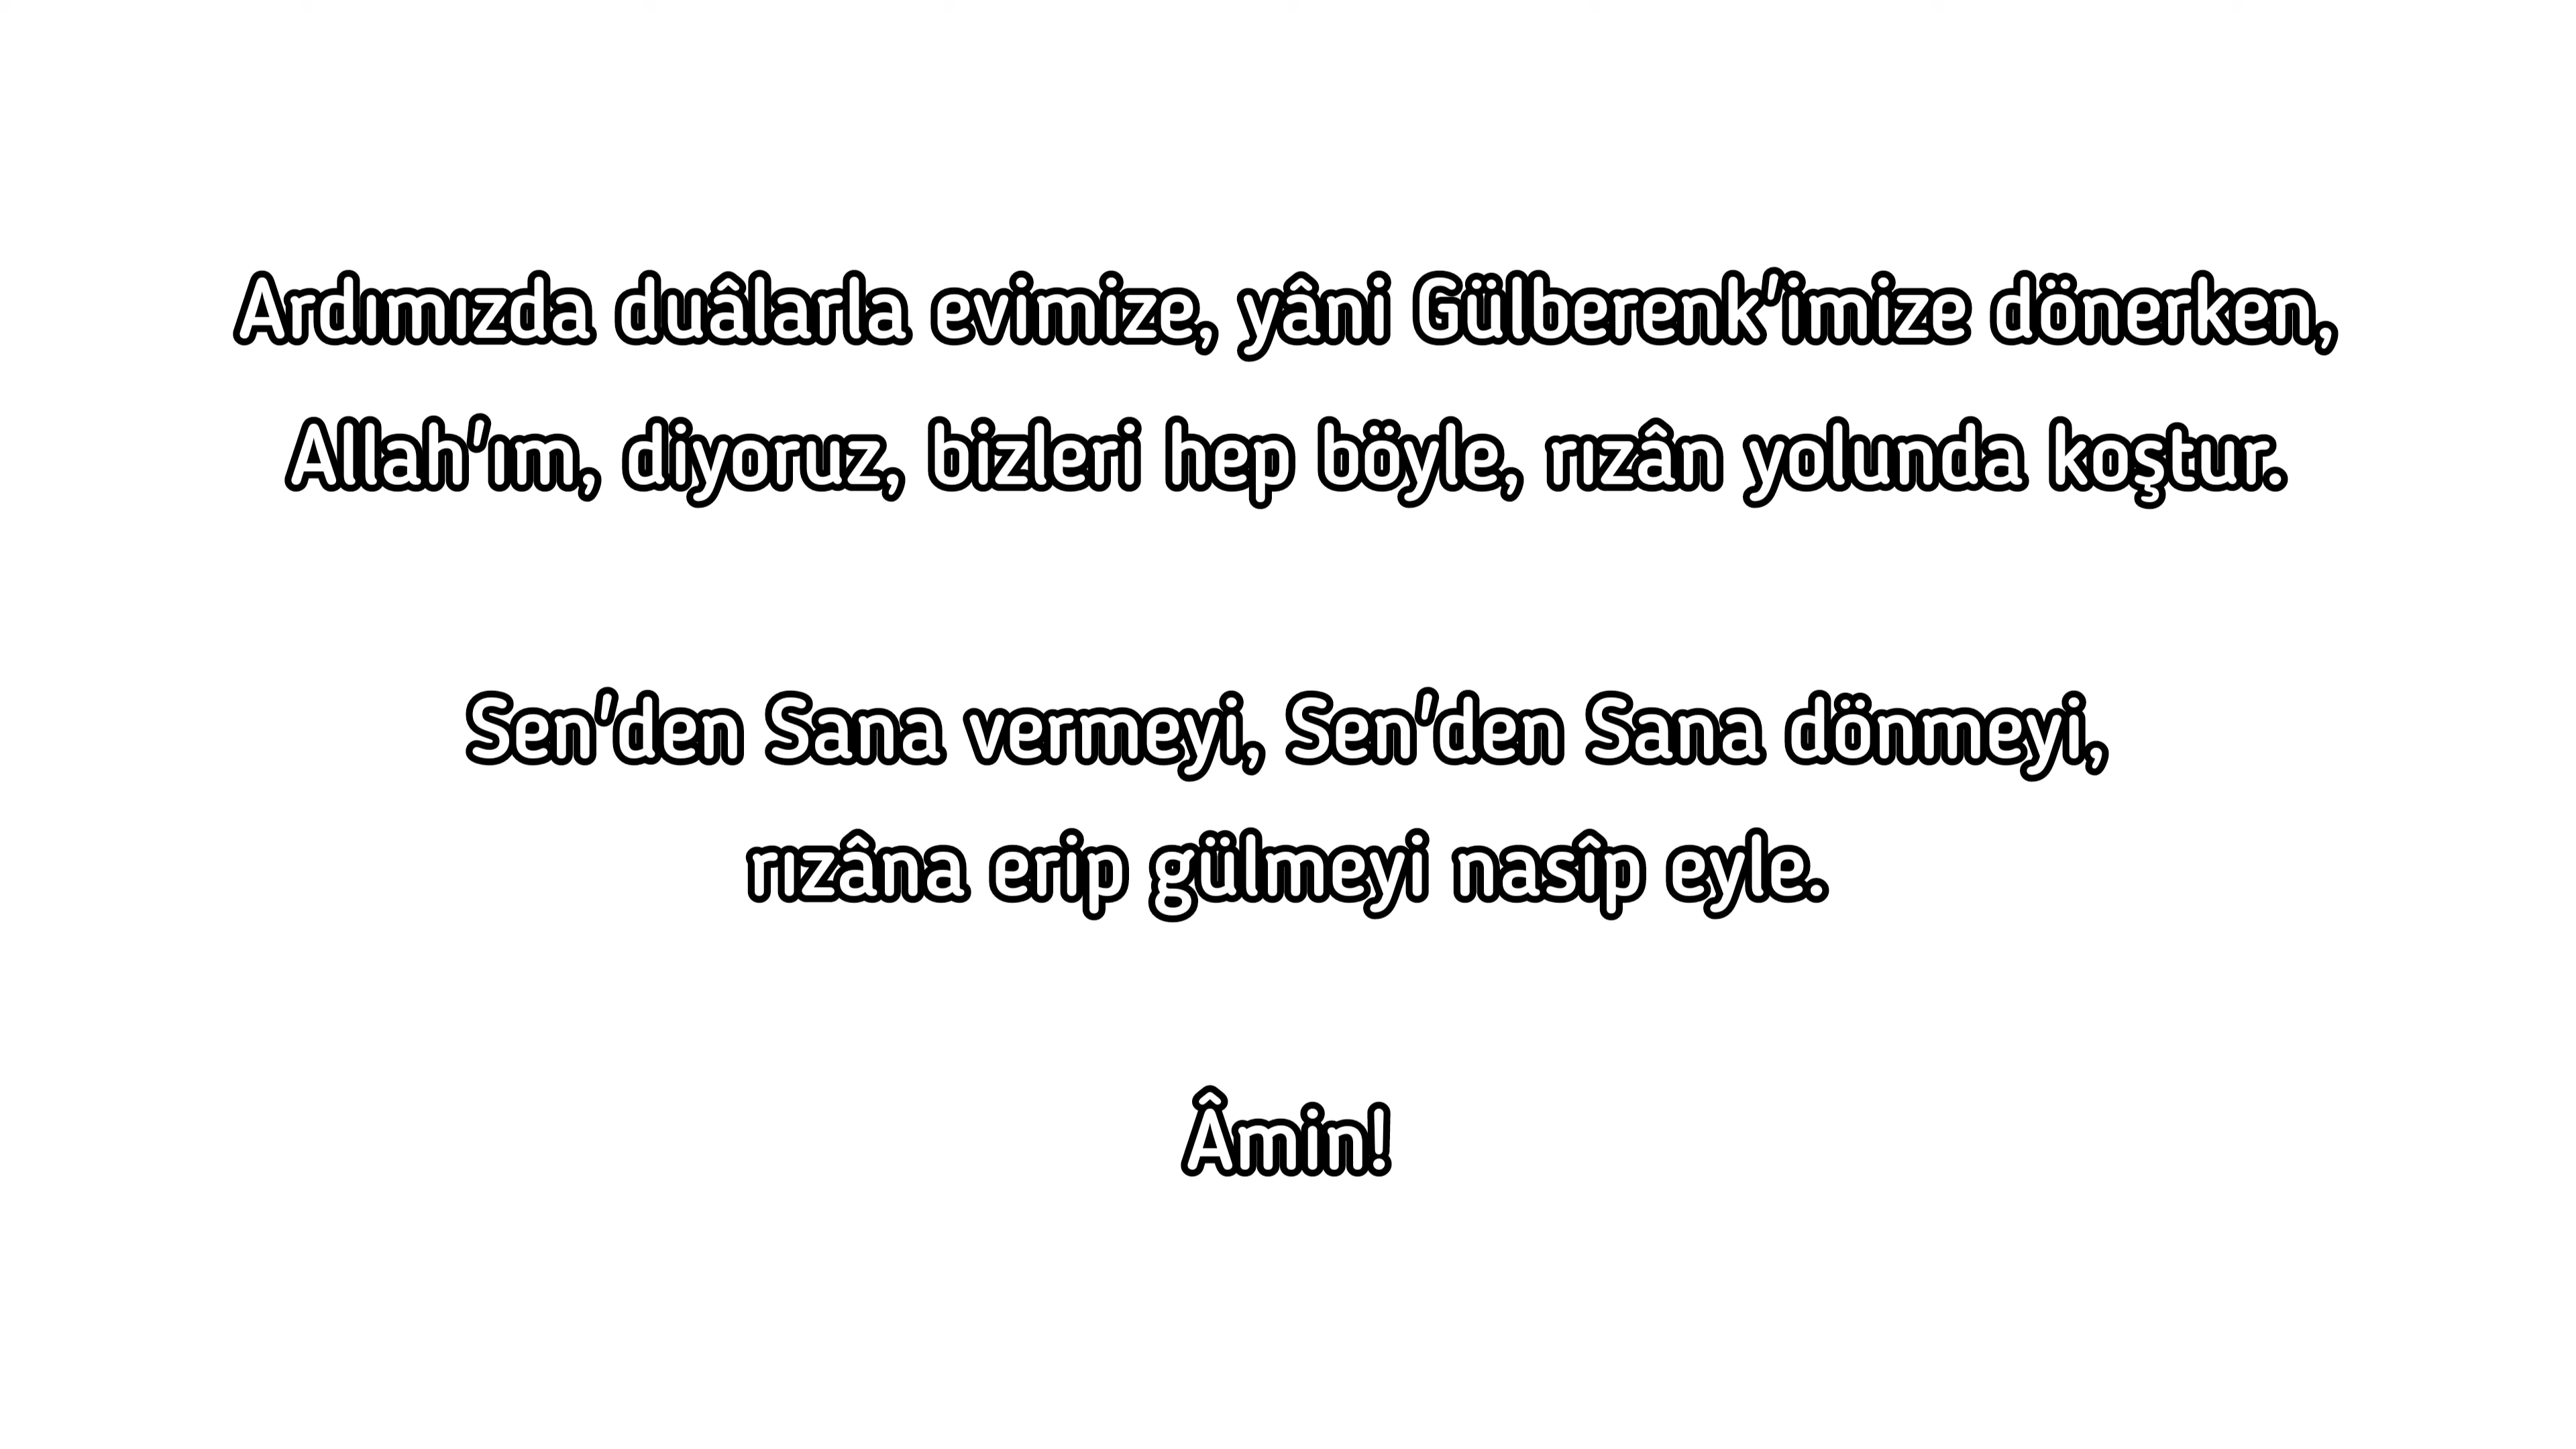 Ardımızda duâlarla evimize, yâni Gülberenk'imize dönerken,
Allah'ım, diyoruz, bizleri hep böyle, rızân yolunda koştur.
Sen'den Sana vermeyi, Sen'den Sana dönmeyi,
rızâna erip gülmeyi nasîp eyle.
Âmin!